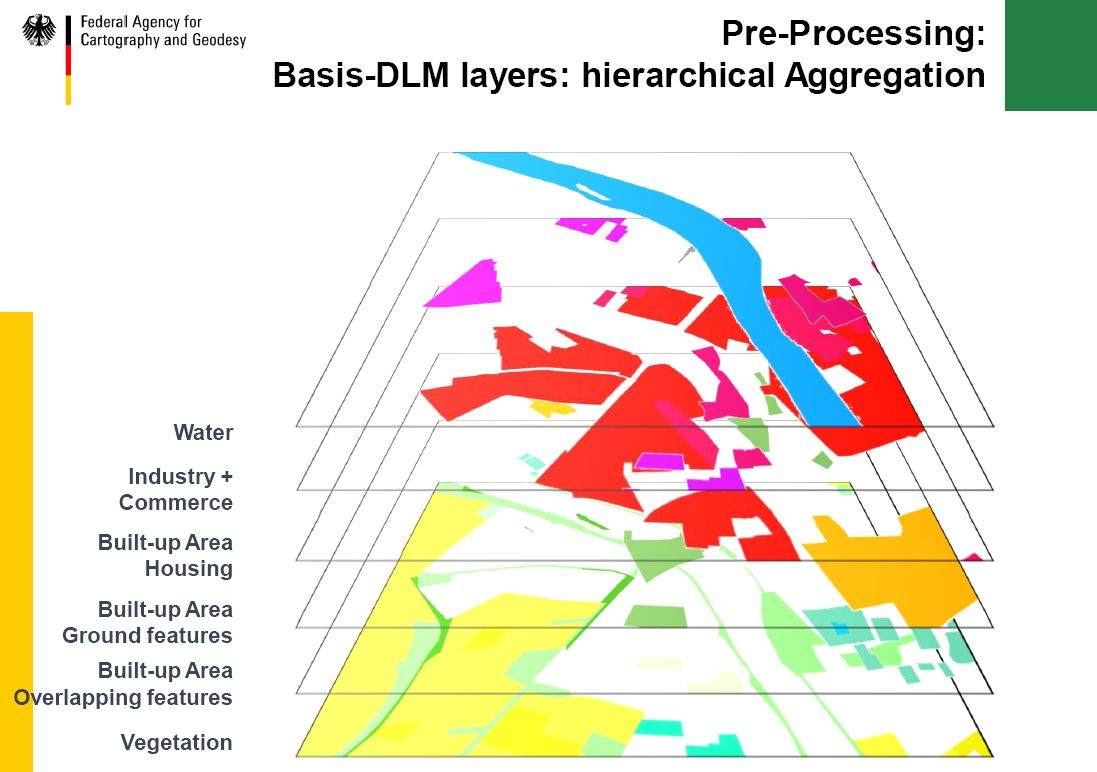 Federal Agency for
Cartography and Geodesy
Pre-Processing:
Basis-DLM layers: hierarchical Aggregation
Water
Industry +
Commerce
Built-up Area
Housing
Built-up Area
Ground features
Built-up Area
Overlapping features
Vegetation